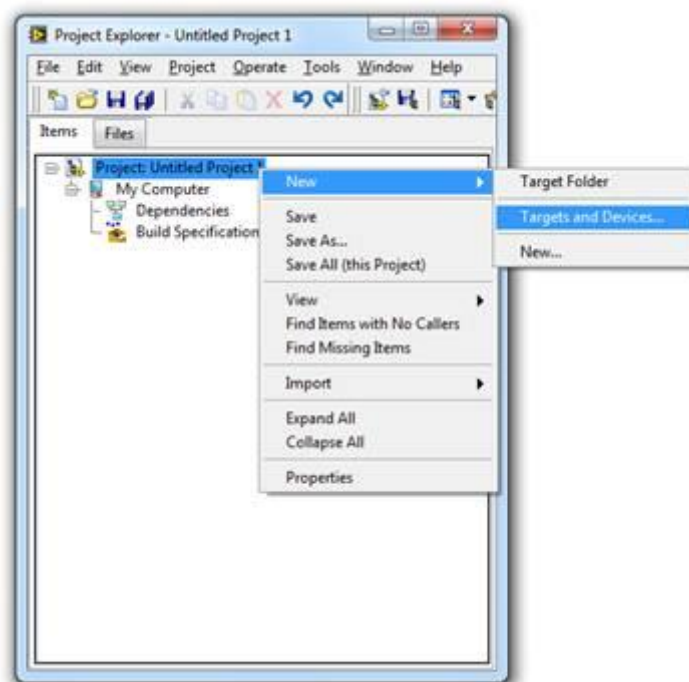 Project Explorer - Untitled Project 1
File Edit View Project Operate Tools Window Help
Items Files
Project: Untitled Project 
My Computer
Dependencies
Build Specification
New
Save
Save As...
Save All (this Project)
View
Find Items with No Callers
Find Missing Items
Import
Expand All
Collapse All
Properties
Target Folder
Targets and Devices...
New...